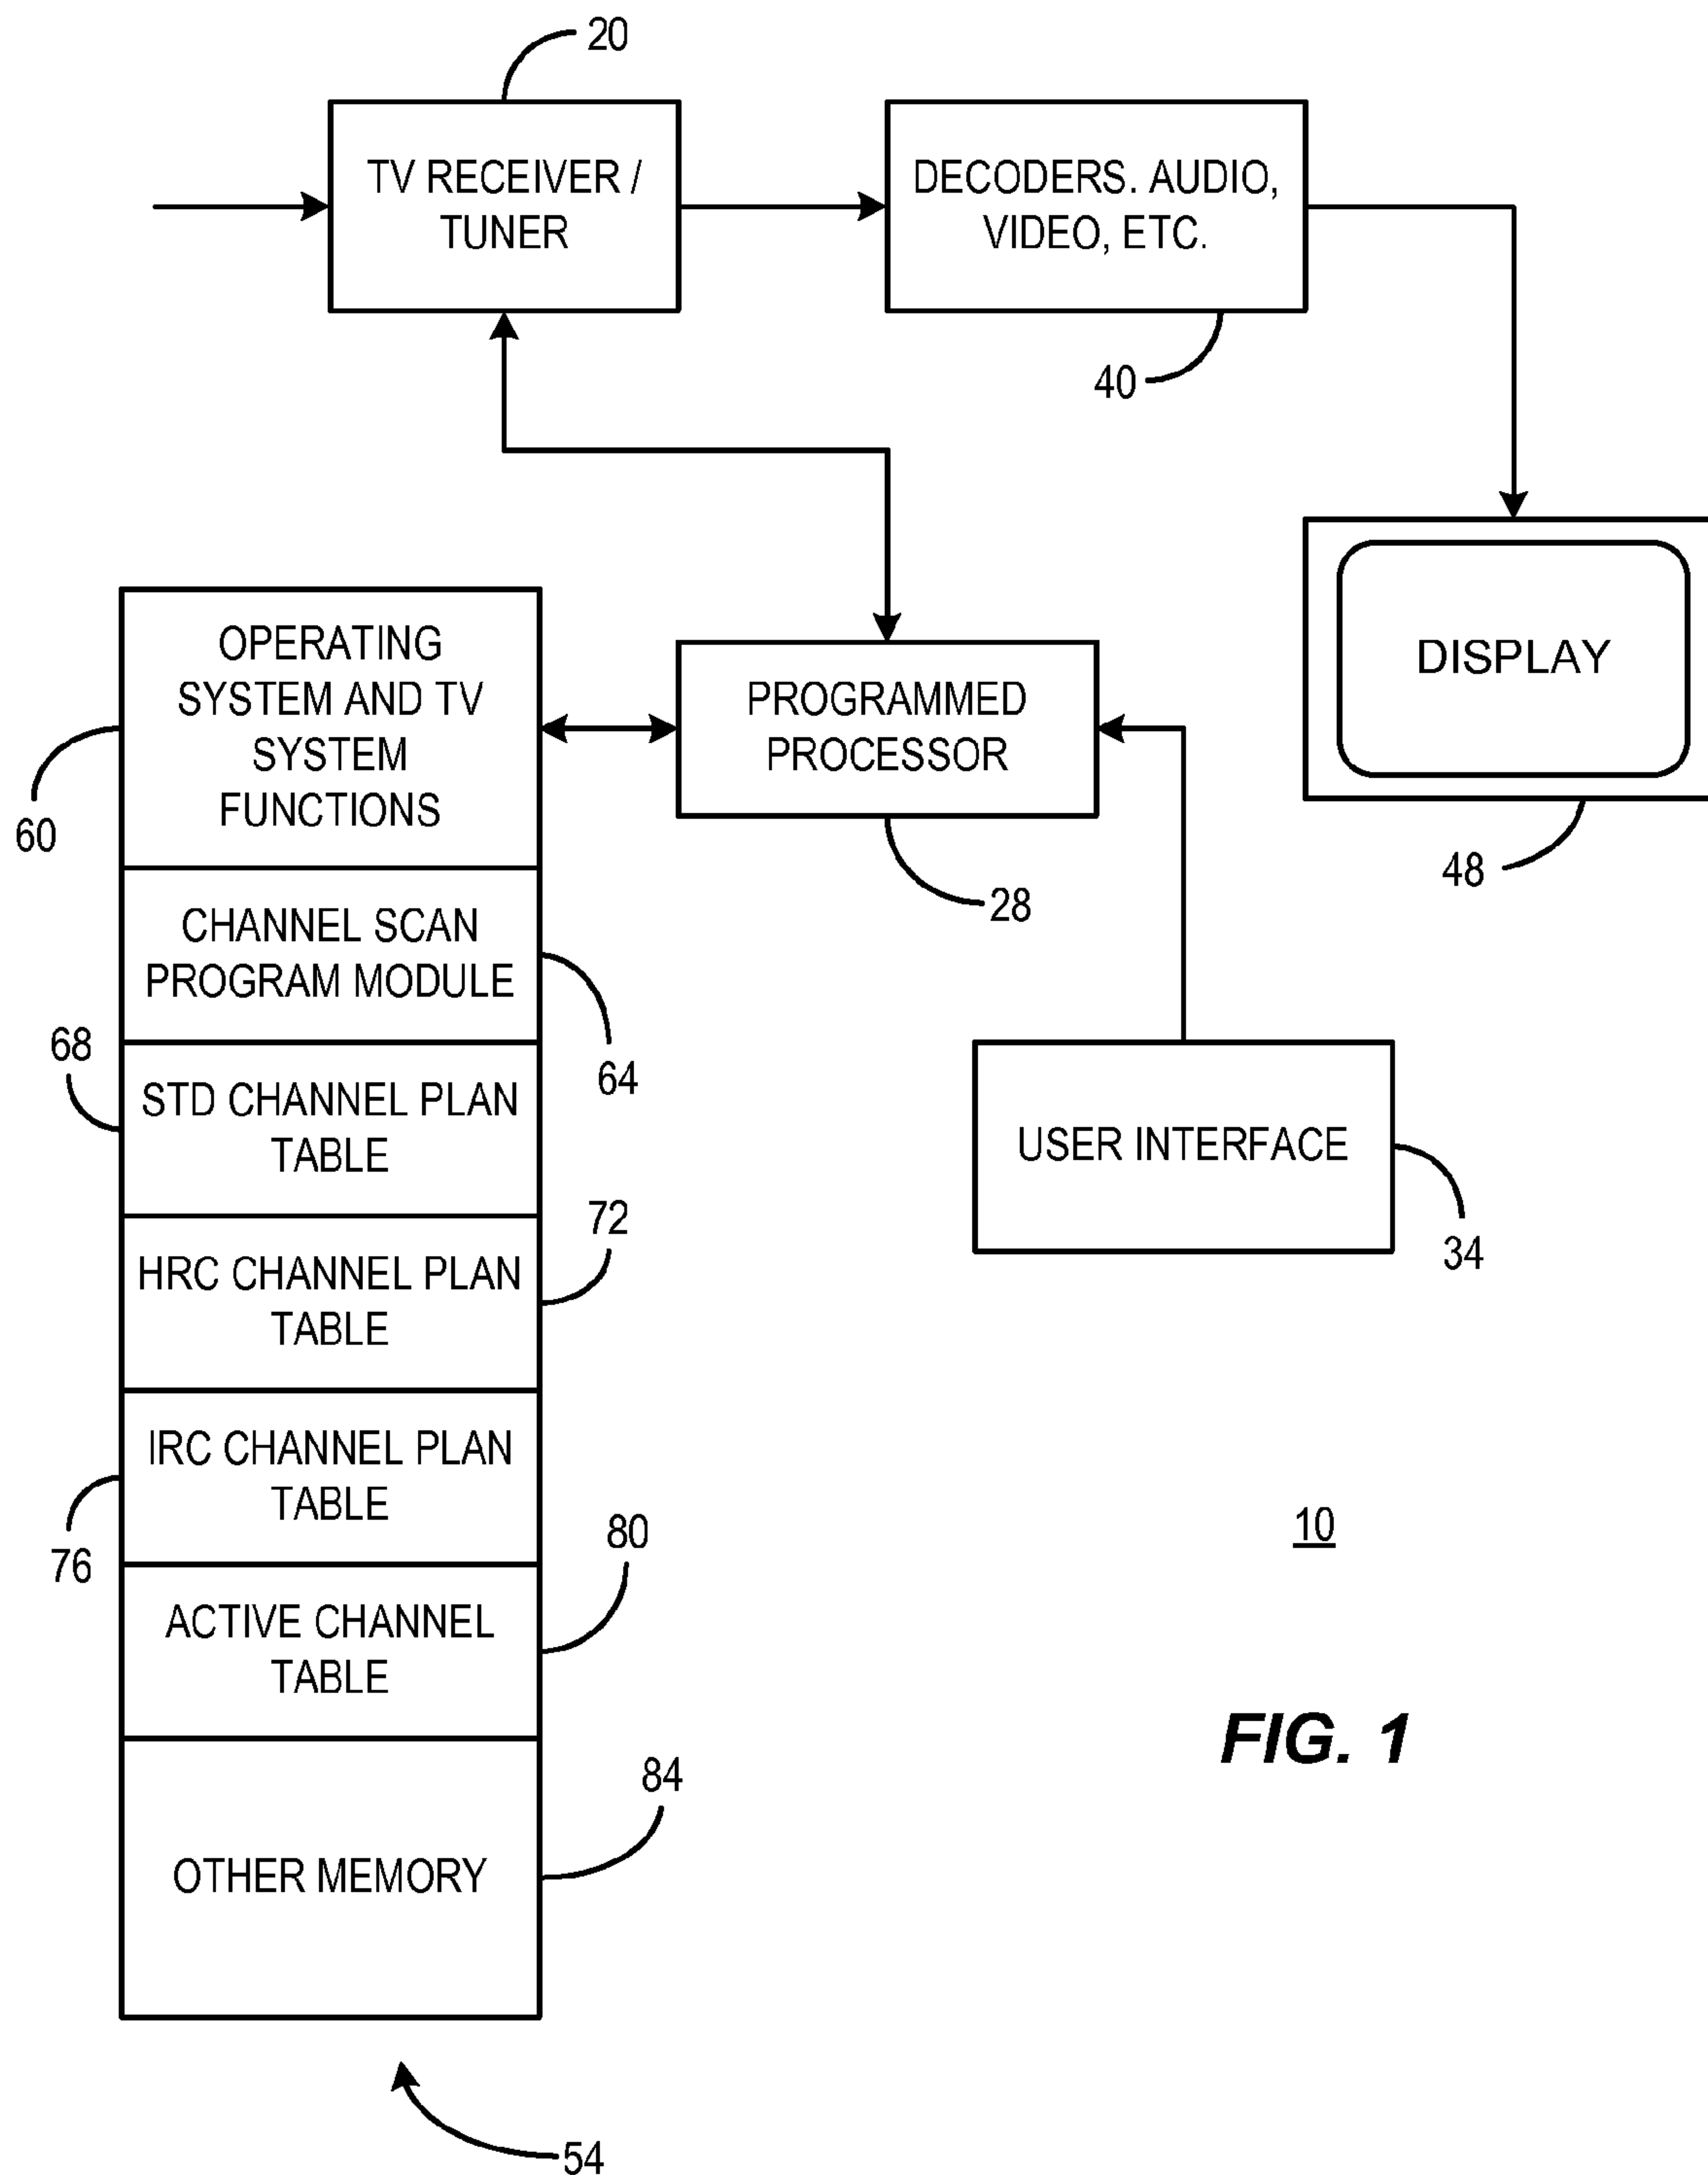 20
TV RECEIVER /
TUNER
DECODERS. AUDIO,
VIDEO, ETC.
40
OPERATING
SYSTEM AND TV
SYSTEM
FUNCTIONS
60
PROGRAMMED
PROCESSOR
28
DISPLAY
48
CHANNEL SCAN
PROGRAM MODULE
64
68
STD CHANNEL PLAN
TABLE
USER INTERFACE
34
72
HRC CHANNEL PLAN
TABLE
IRC CHANNEL PLAN
TABLE
76
10
80
ACTIVE CHANNEL
TABLE
FIG. 1
84
OTHER MEMORY
54